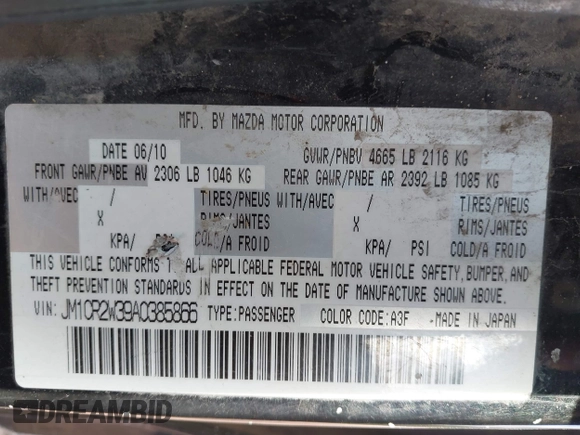 MFD. BY MAZDA MOTOR CORPORATION
DATE 06/10 GVWR/PNBV 4665 LB 2116 KG
FRONT GAWR/PNBE AV 2306 LB 1046 KG REAR GAWR/PNBE AR 2392 LB 1085 KG
WITH/AVEC / TIRES/PNEUS WITH/AVEC / TIRES/PNEUS
X RIMS/JANTES X RIMS/JANTES
KPA/ PSI COLD/A FROID KPA/ PSI COLD/A FROID
THIS VEHICLE CONFORMS TO ALL APPLICABLE FEDERAL MOTOR VEHICLE SAFETY, BUMPER, AND
THEFT PREVENTION STANDARDS IN EFFECT ON THE DATE OF MANUFACTURE SHOWN ABOVE.
VIN: JM1CR2W39A0385866 TYPE: PASSENGER COLOR CODE: A3F MADE IN JAPAN
DREAMBID